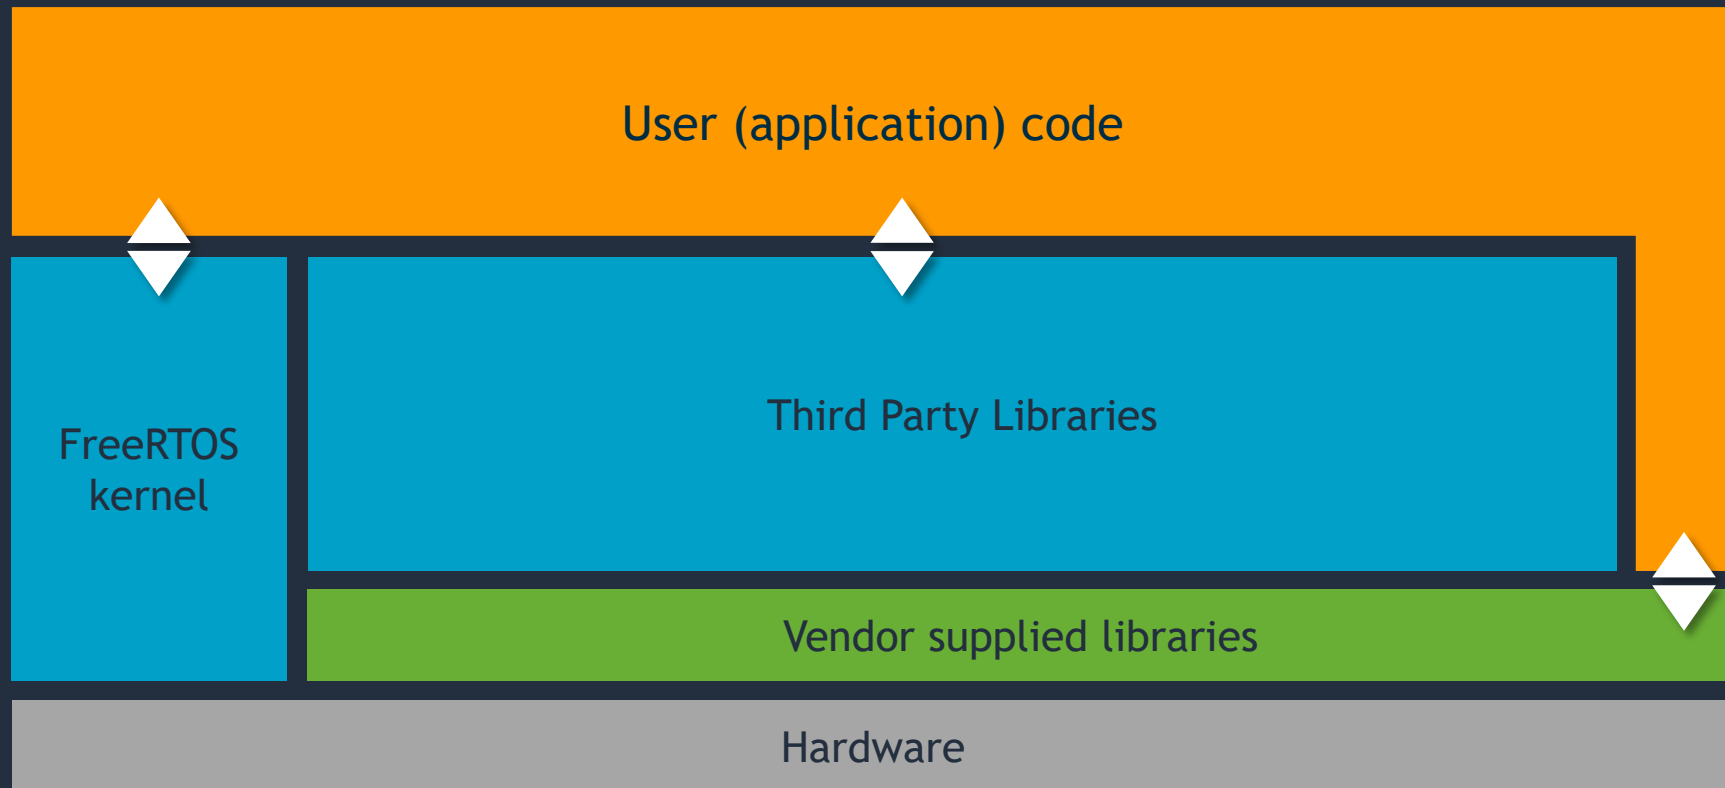 User (application) code
Third Party Libraries
FreeRTOS
kernel
Vendor supplied libraries
Hardware